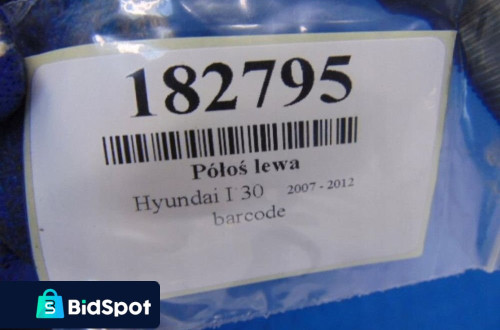 182795
Półoś lewa
Hyundai I 30 2007 - 2012
barcode
BidSpot